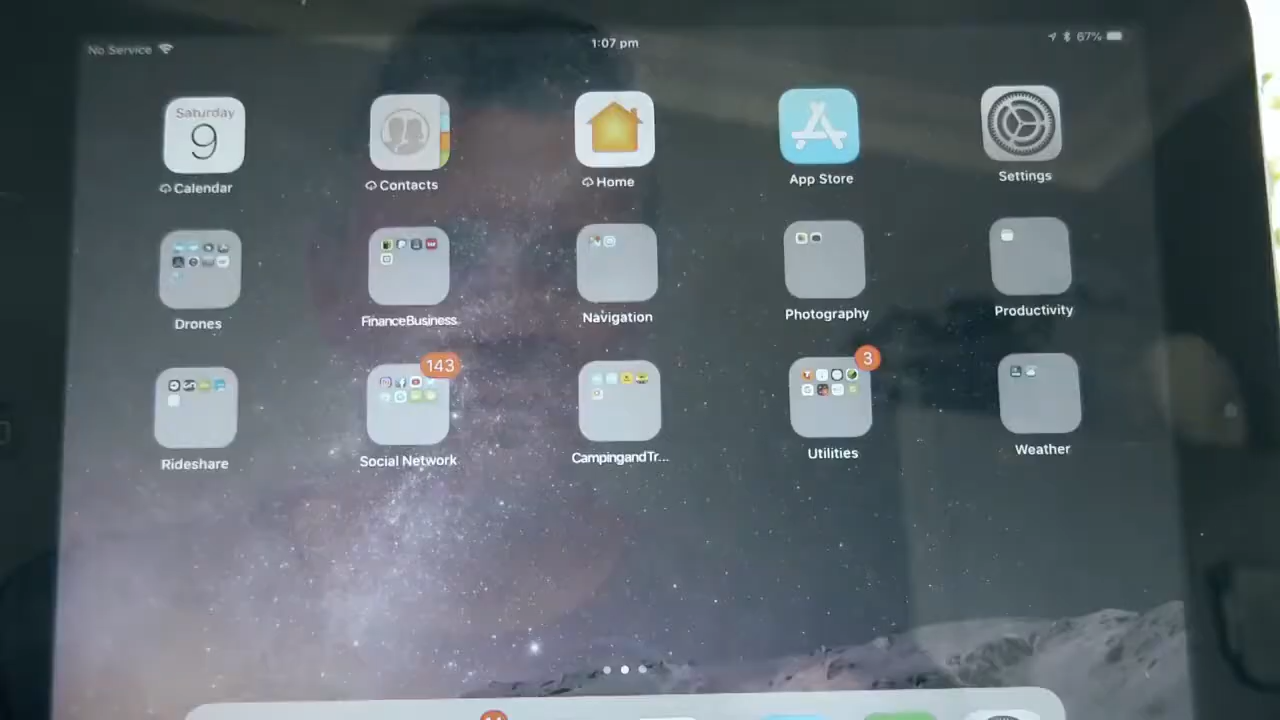 No Service
1:07 pm
67%
Saturday
9
Calendar
Contacts
Home
App Store
Settings
Drones
FinanceBusiness
Navigation
Photography
Productivity
143
3
Rideshare
Social Network
CampingandTr...
Utilities
Weather